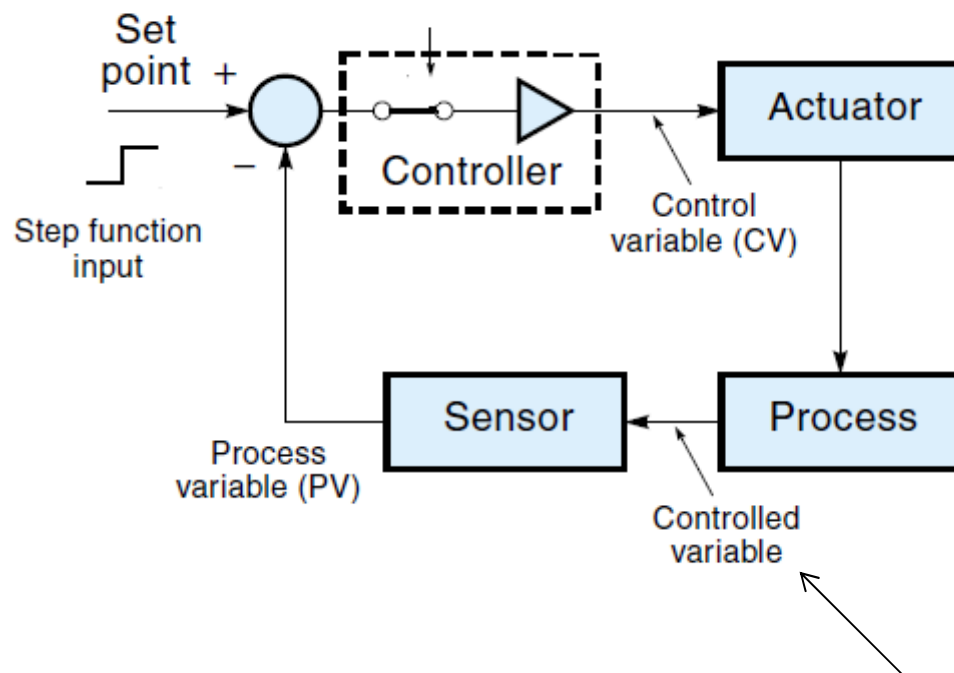 Set
point
+
−
Step function
input
Controller
Control
variable (CV)
Actuator
Process
Sensor
Process
variable (PV)
Controlled
variable